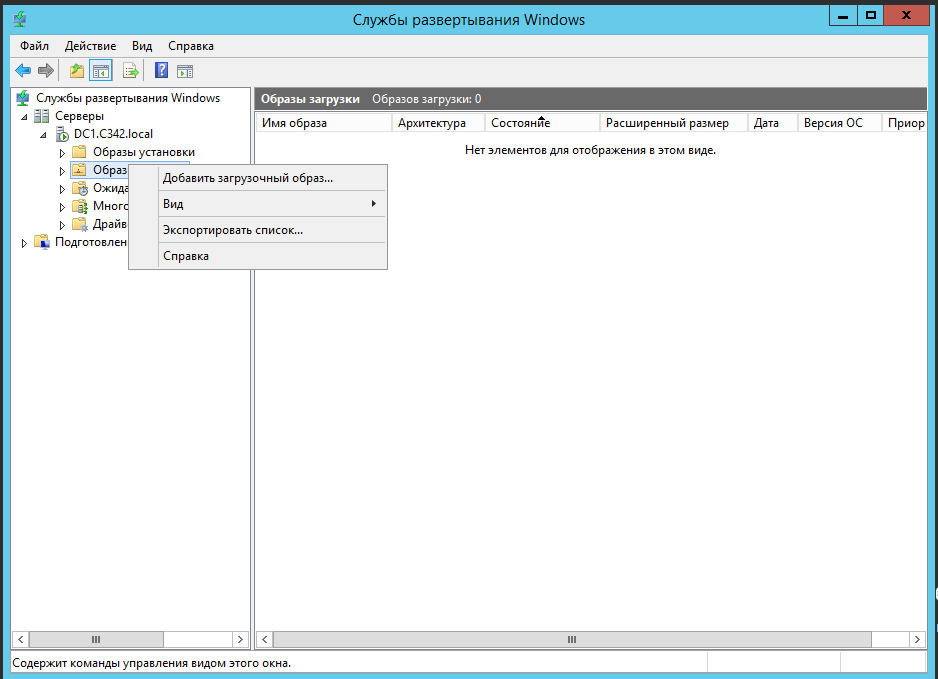 Службы развертывания Windows
Файл Действие Вид Справка
Службы развертывания Windows
Серверы
DC1.C342.local
Образы установки
Образ
Ожида
Много
Драйв
Подготовлен
Добавить загрузочный образ...
Вид
Экспортировать список...
Справка
Образы загрузки Образов загрузки: 0
Имя образа Архитектура Состояние Расширенный размер Дата Версия ОС Приор
Нет элементов для отображения в этом виде.
Содержит команды управления видом этого окна.